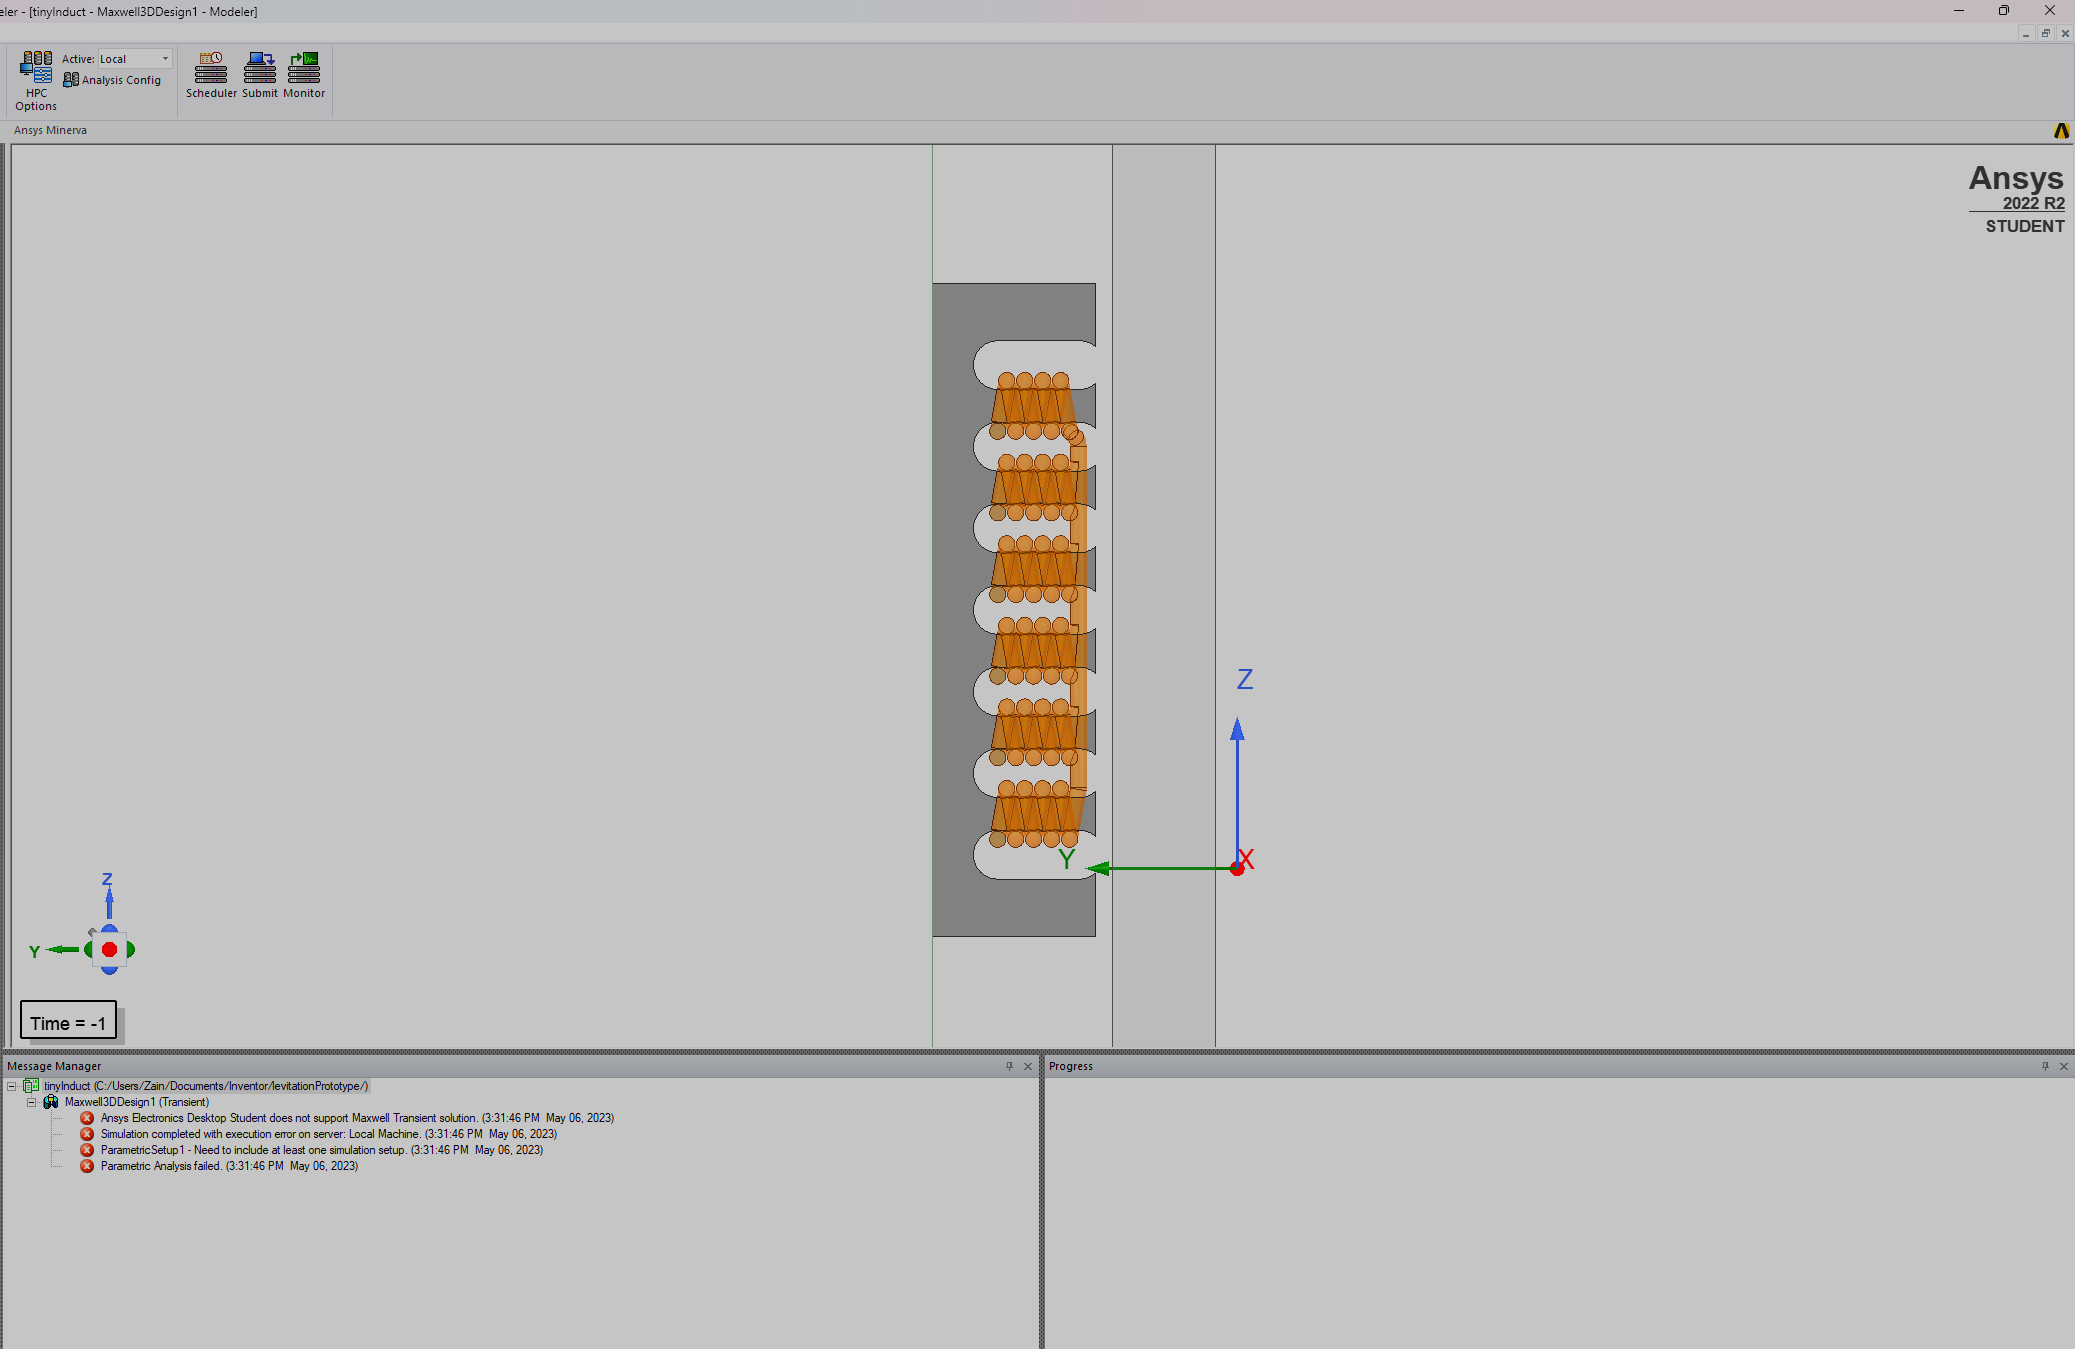 eler - [tinyInduct - Maxwell3DDesign1 - Modeler]
HPC
Options
Active: Local
Analysis Config
Scheduler Submit Monitor
Ansys Minerva
Ansys
2022 R2
STUDENT
Z
Y
X
Z
Y
Time = -1
Message Manager
tinyInduct (C:/Users/Zain/Documents/Inventor/levitationPrototype/)
Maxwell3DDesign1 (Transient)
Ansys Electronics Desktop Student does not support Maxwell Transient solution. (3:31:46 PM May 06, 2023)
Simulation completed with execution error on server: Local Machine. (3:31:46 PM May 06, 2023)
ParametricSetup1 - Need to include at least one simulation setup. (3:31:46 PM May 06, 2023)
Parametric Analysis failed. (3:31:46 PM May 06, 2023)
Progress